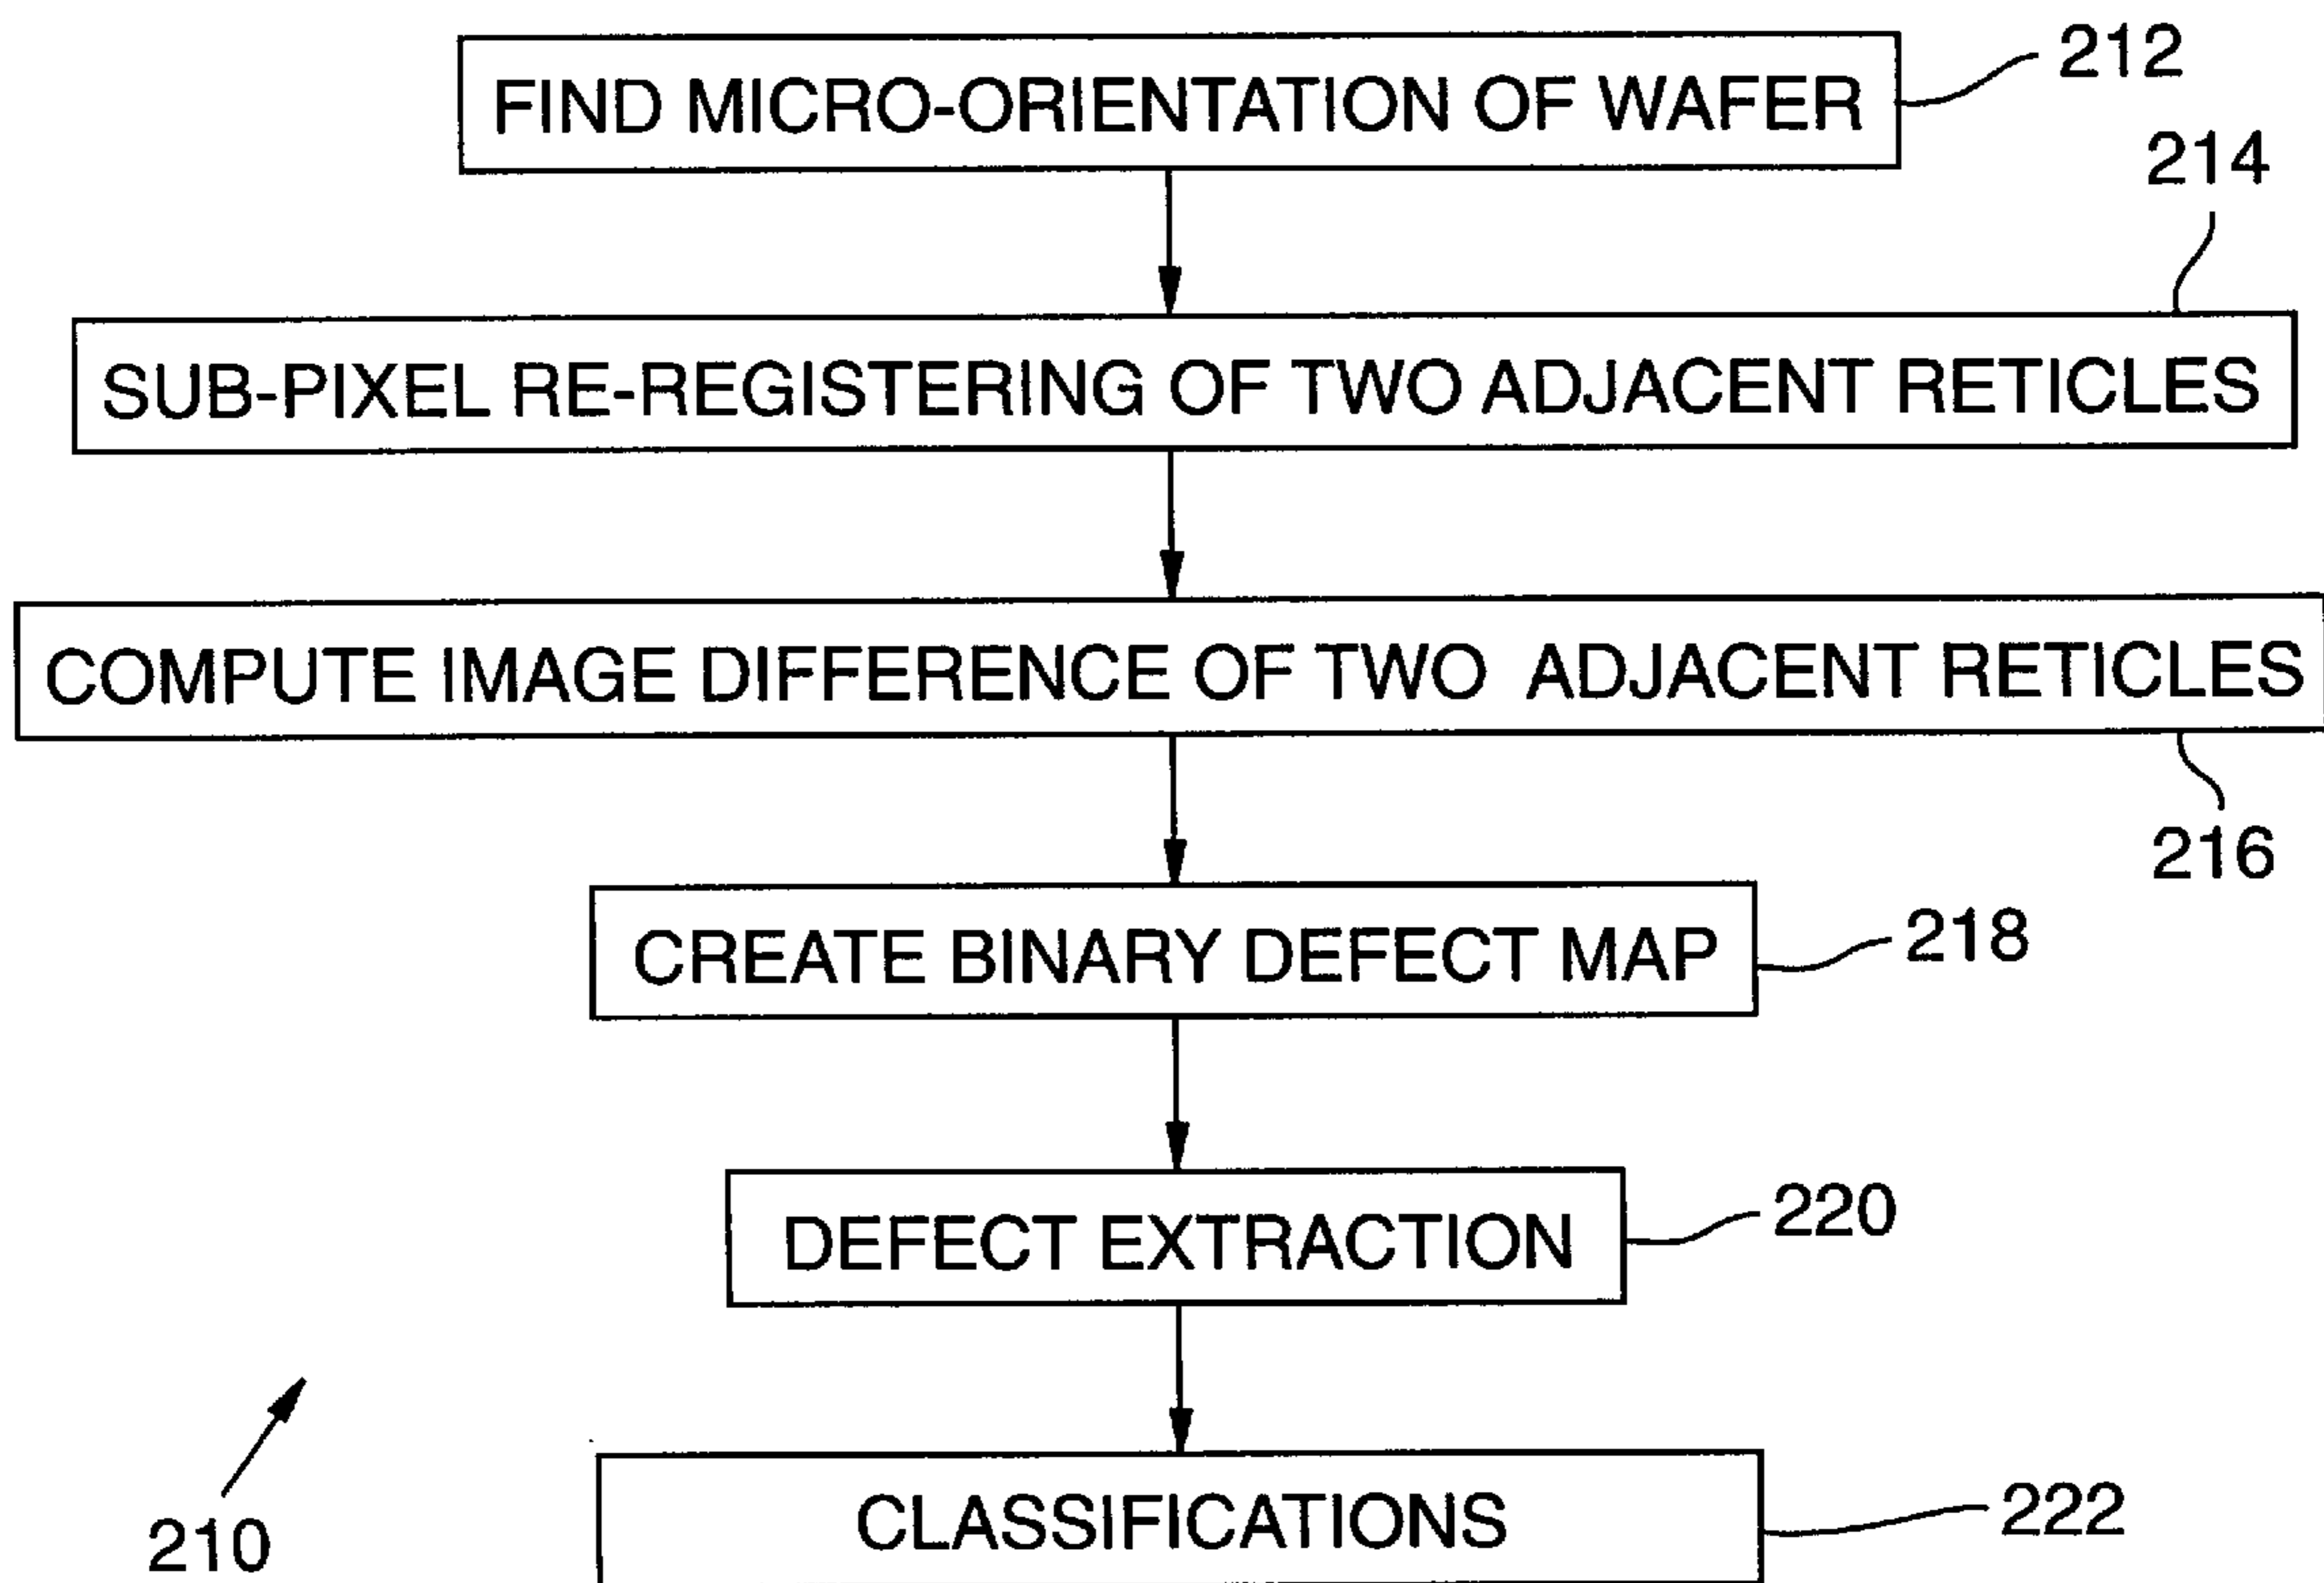 FIND MICRO-ORIENTATION OF WAFER
212
214
SUB-PIXEL RE-REGISTERING OF TWO ADJACENT RETICLES
COMPUTE IMAGE DIFFERENCE OF TWO ADJACENT RETICLES
216
CREATE BINARY DEFECT MAP
218
DEFECT EXTRACTION
220
CLASSIFICATIONS
222
210